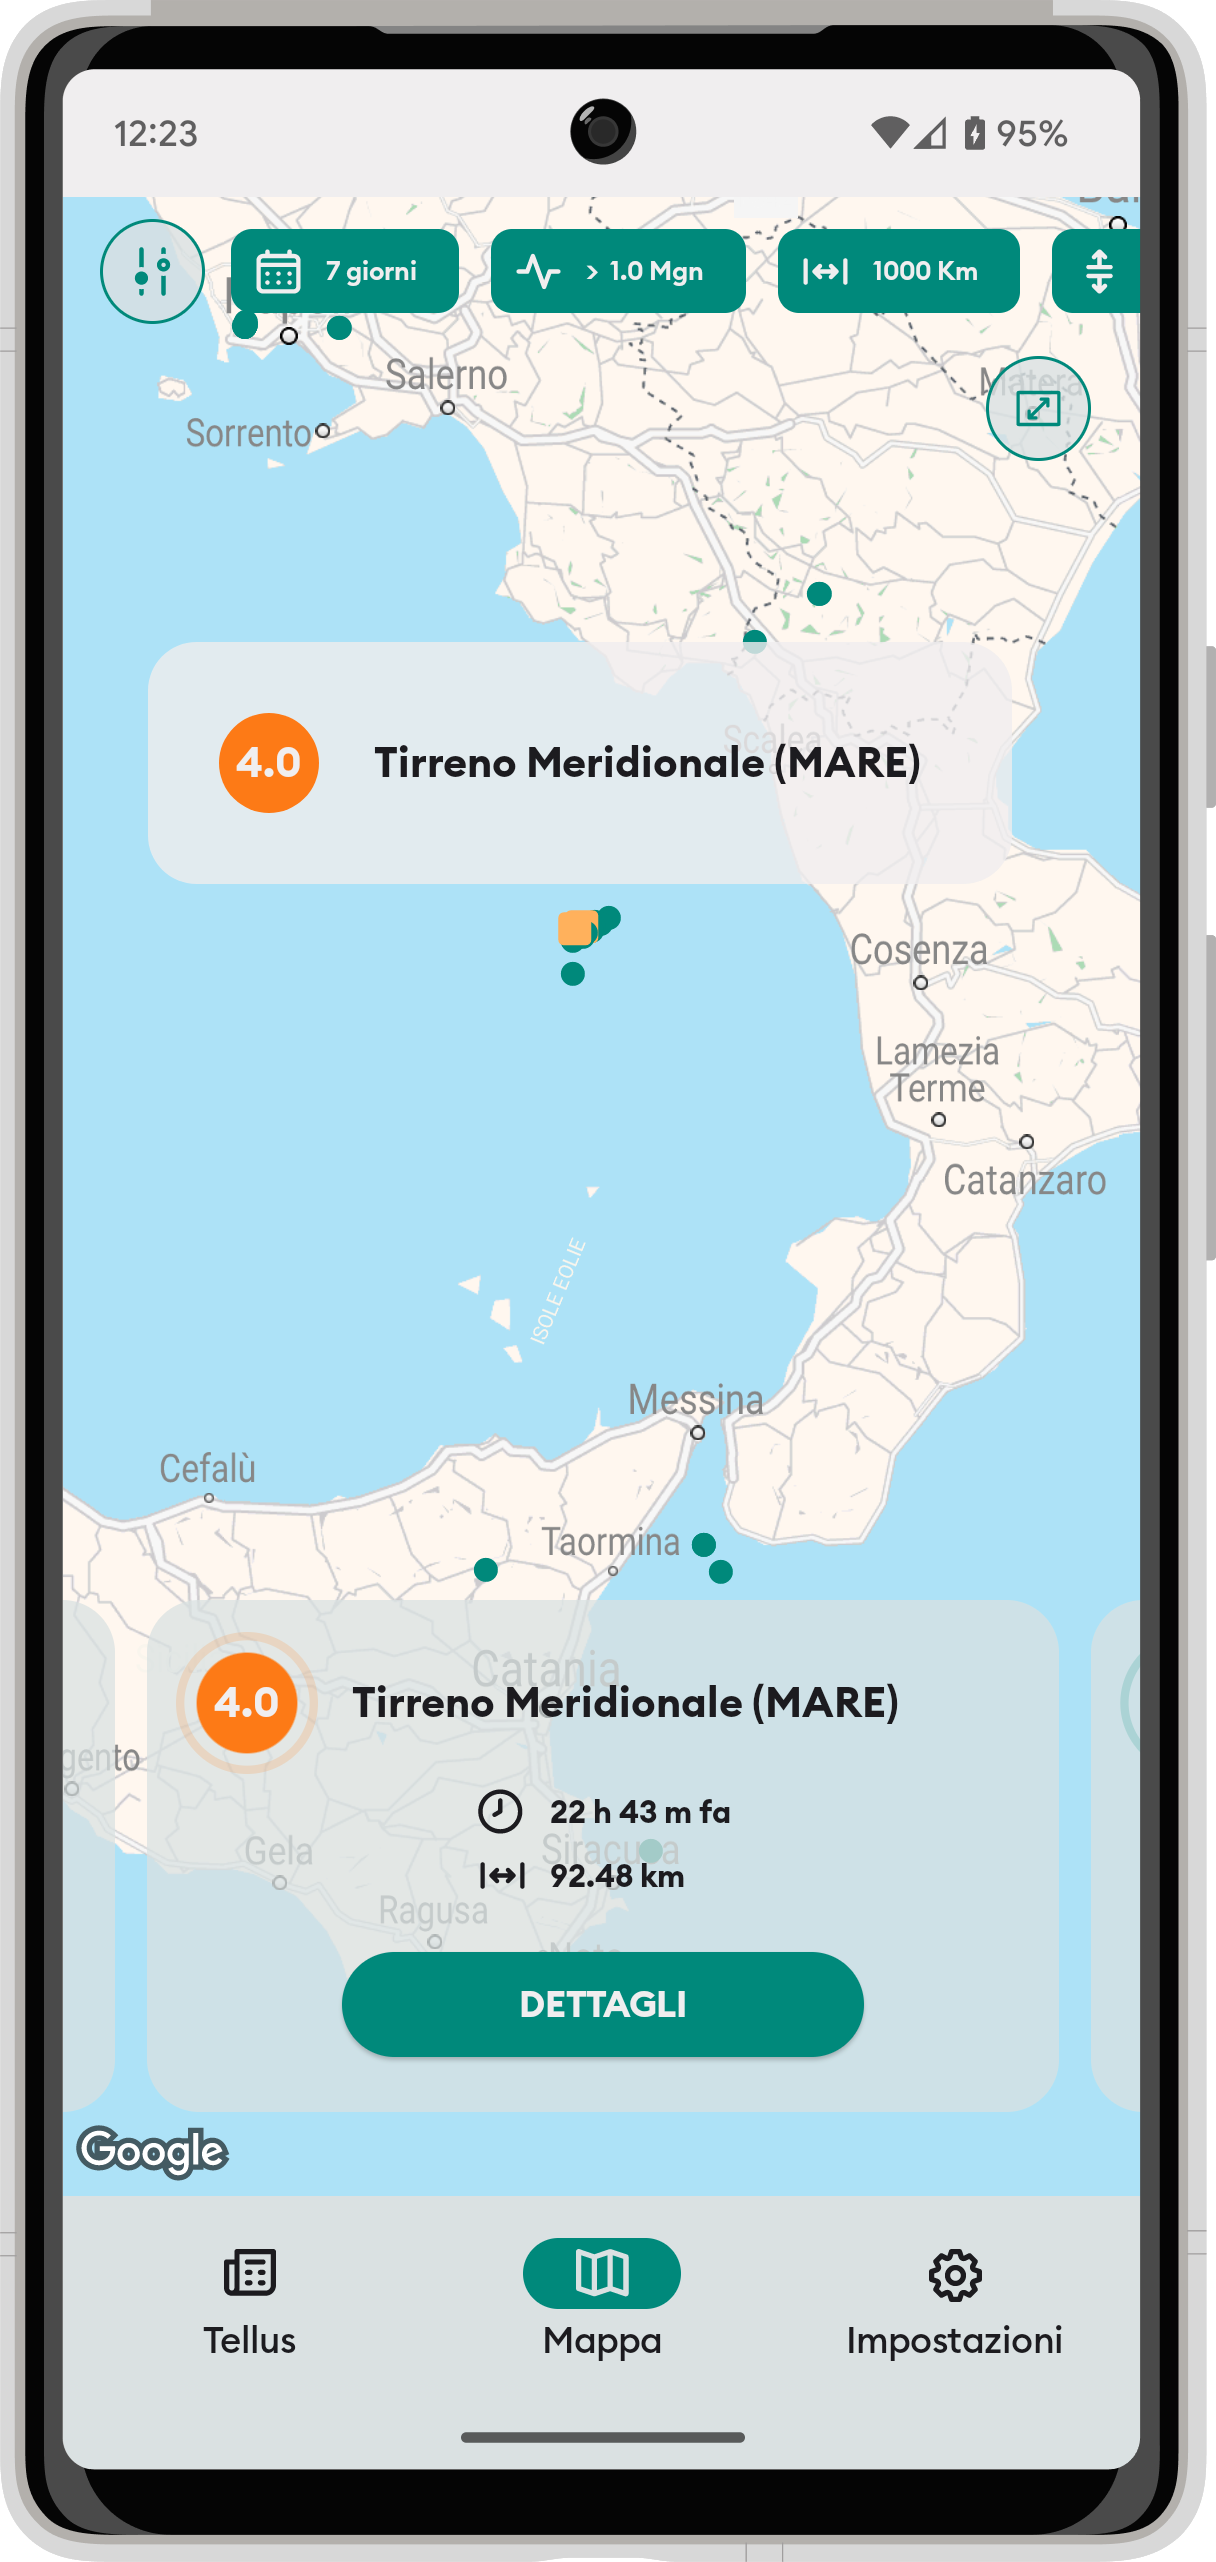 12:23
95%
7 giorni
> 1.0 Mgn
1000 Km
Salerno
Matera
Sorrento
Scalea
4.0
Tirreno Meridionale (MARE)
Cosenza
Lamezia
Terme
Catanzaro
ISOLE EOLIE
Messina
Cefalù
Taormina
Catania
4.0
Tirreno Meridionale (MARE)
gento
22 h 43 m fa
Gela
Siracusa
92.48 km
Ragusa
Noto
DETTAGLI
Google
Tellus
Mappa
Impostazioni